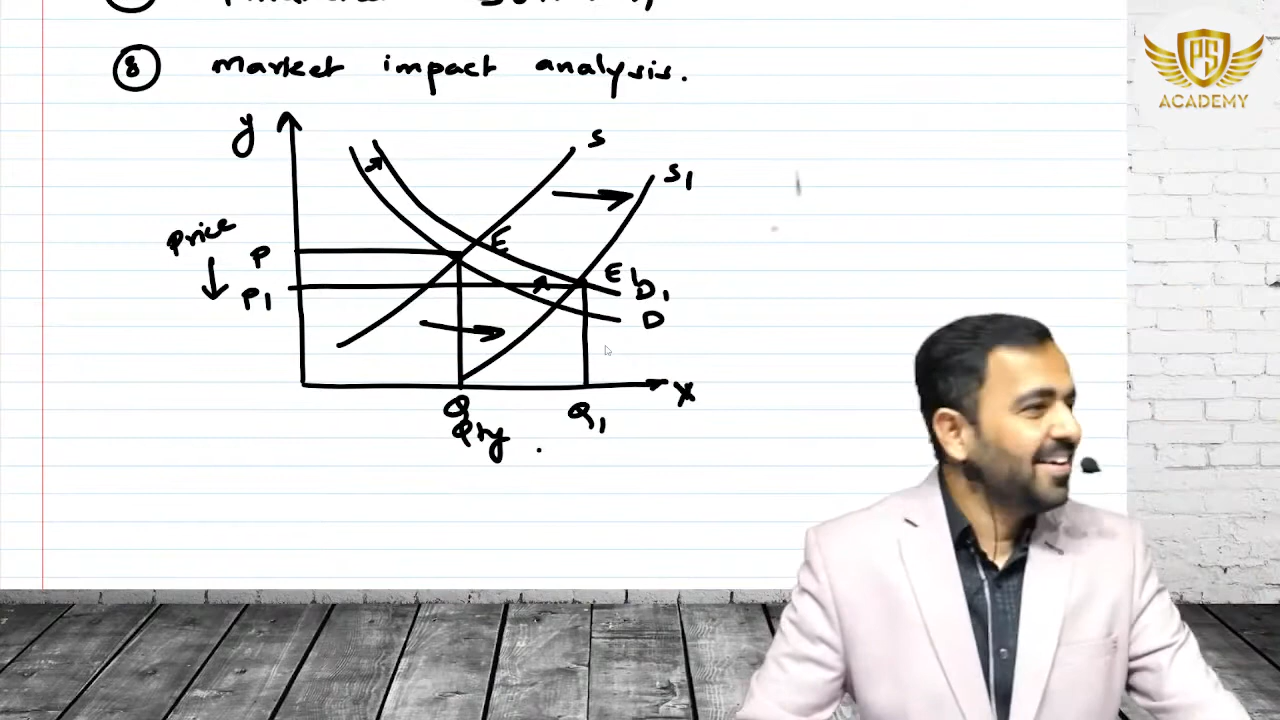 8 market impact analysis.
y
S
S1
Price
P
E
E1
P1
D1
D
x
Q
Q1
Qty.
PS
ACADEMY